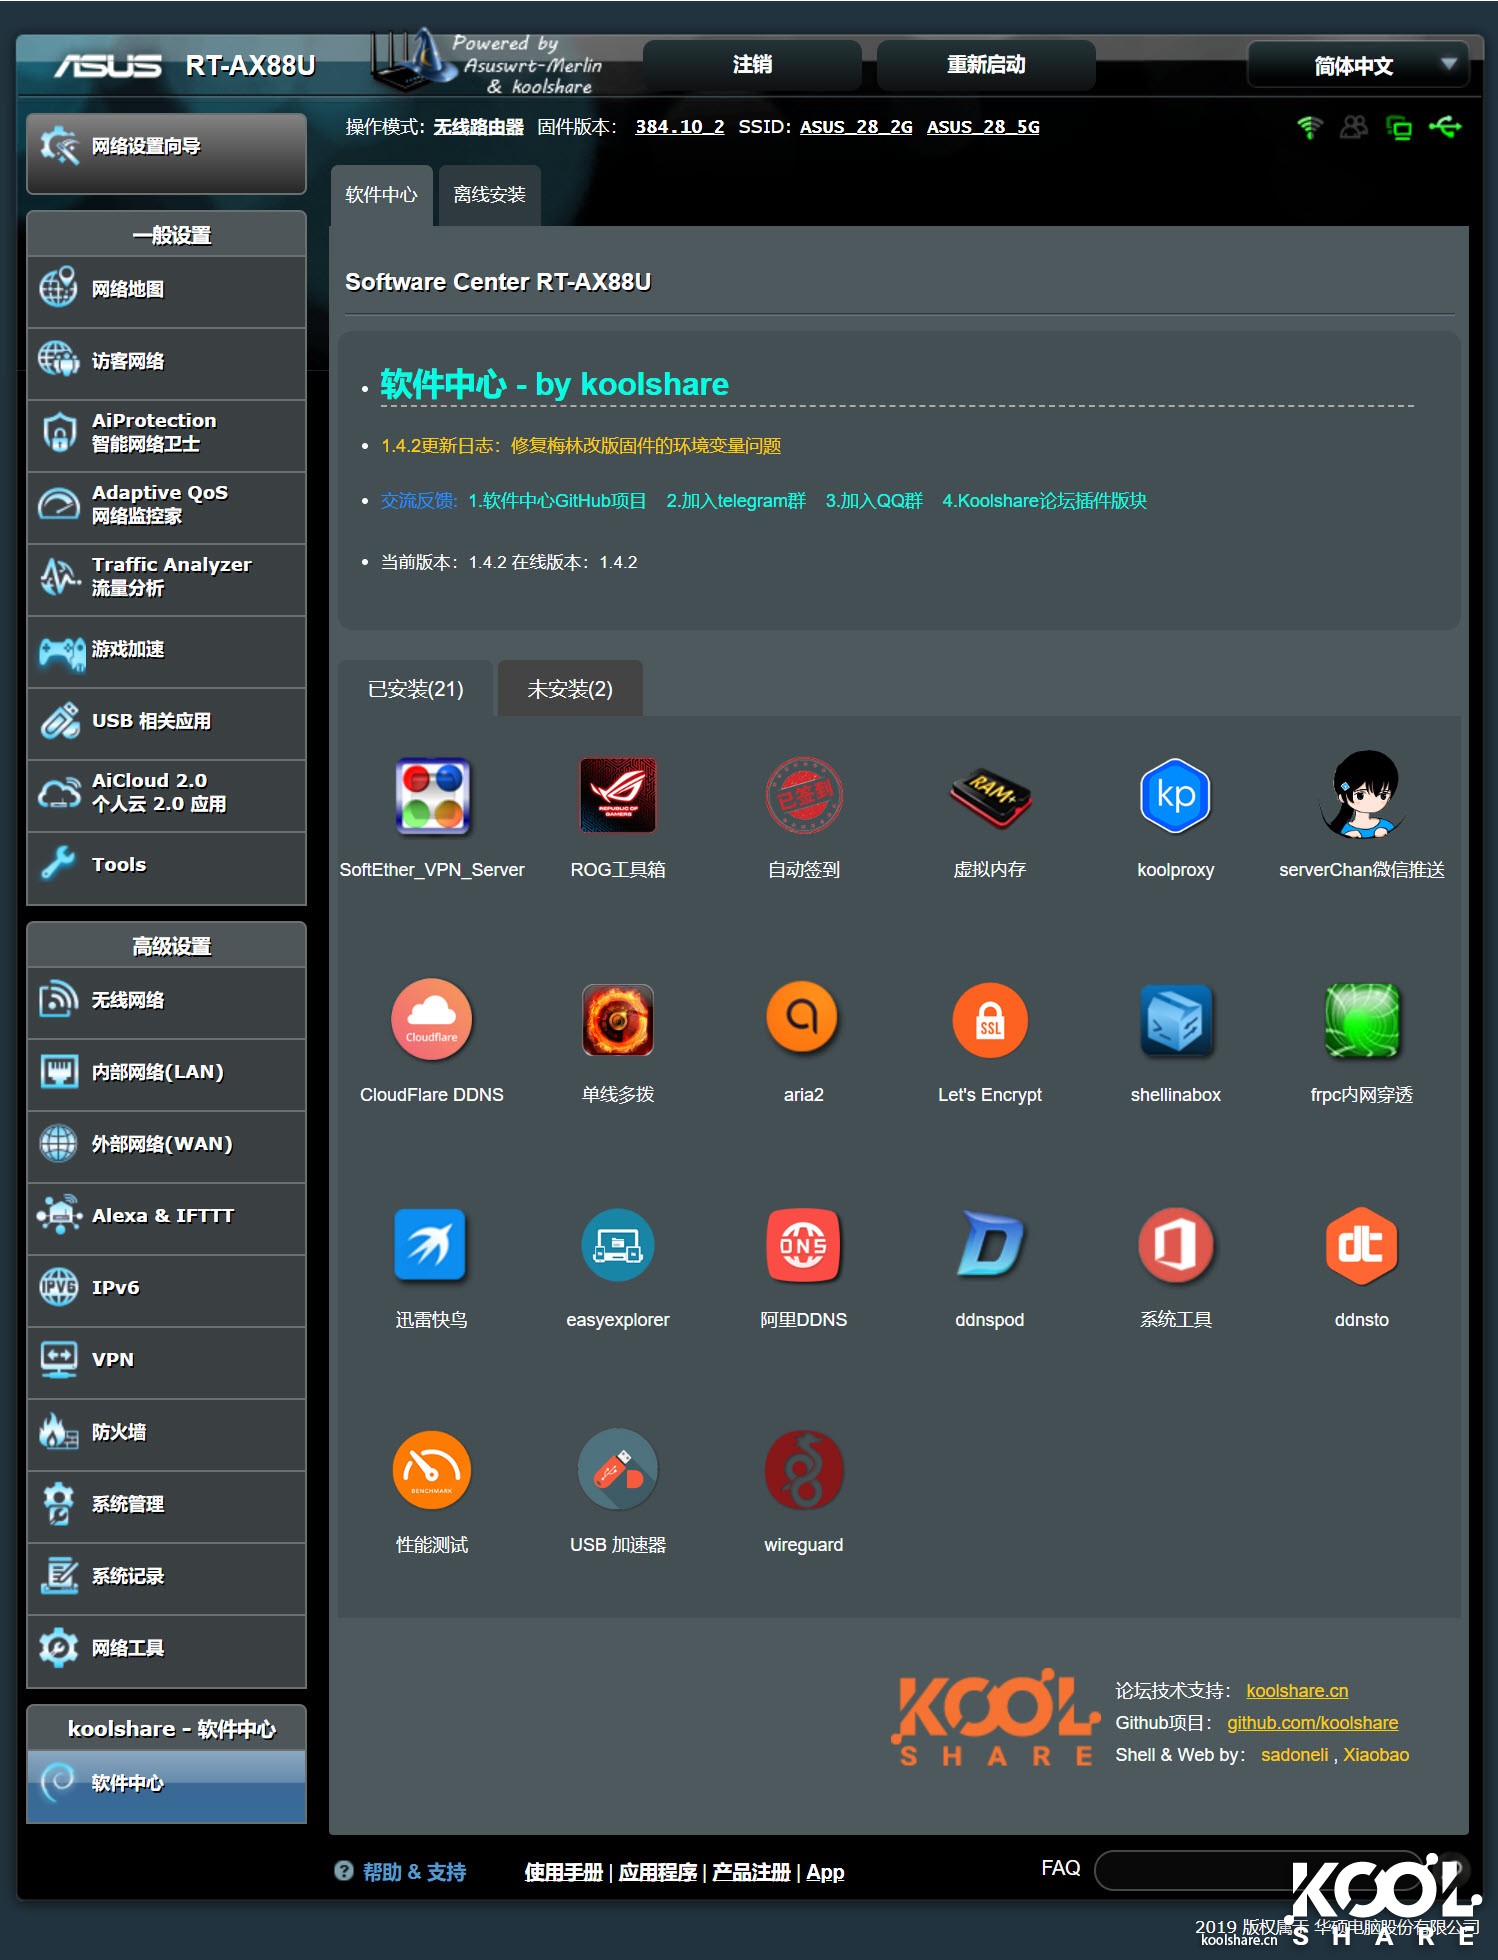 ASUS RT-AX88U
Powered by
Asuswrt-Merlin
& koolshare
注销
重新启动
简体中文
操作模式: 无线路由器 固件版本: 384.10_2 SSID: ASUS_28_2G ASUS_28_5G
网络设置向导
一般设置
网络地图
访客网络
AiProtection
智能网络卫士
Adaptive QoS
网络监控家
Traffic Analyzer
流量分析
游戏加速
USB 相关应用
AiCloud 2.0
个人云 2.0 应用
Tools
高级设置
无线网络
内部网络(LAN)
外部网络(WAN)
Alexa & IFTTT
IPv6
VPN
防火墙
系统管理
系统记录
网络工具
koolshare - 软件中心
软件中心
软件中心
离线安装
Software Center RT-AX88U
软件中心 - by koolshare
1.4.2更新日志：修复梅林改版固件的环境变量问题
交流反馈: 1.软件中心GitHub项目 2.加入telegram群 3.加入QQ群 4.Koolshare论坛插件版块
当前版本：1.4.2 在线版本：1.4.2
已安装(21)
未安装(2)
REPUBLIC OF
GAMERS
已签到
RAM+
kp
SoftEther_VPN_Server
ROG工具箱
自动签到
虚拟内存
koolproxy
serverChan微信推送
Cloudflare
SSL
CloudFlare DDNS
单线多拨
aria2
Let's Encrypt
shellinabox
frpc内网穿透
DNS
迅雷快鸟
easyexplorer
阿里DDNS
ddnspod
系统工具
ddnsto
BENCHMARK
性能测试
USB 加速器
wireguard
KOOL
SHARE
论坛技术支持： koolshare.cn
Github项目： github.com/koolshare
Shell & Web by： sadoneli , Xiaobao
帮助 & 支持
使用手册 | 应用程序 | 产品注册 | App
FAQ
2019 版权属于 华硕电脑股份有限公司
KOOL
SHARE
koolshare.cn